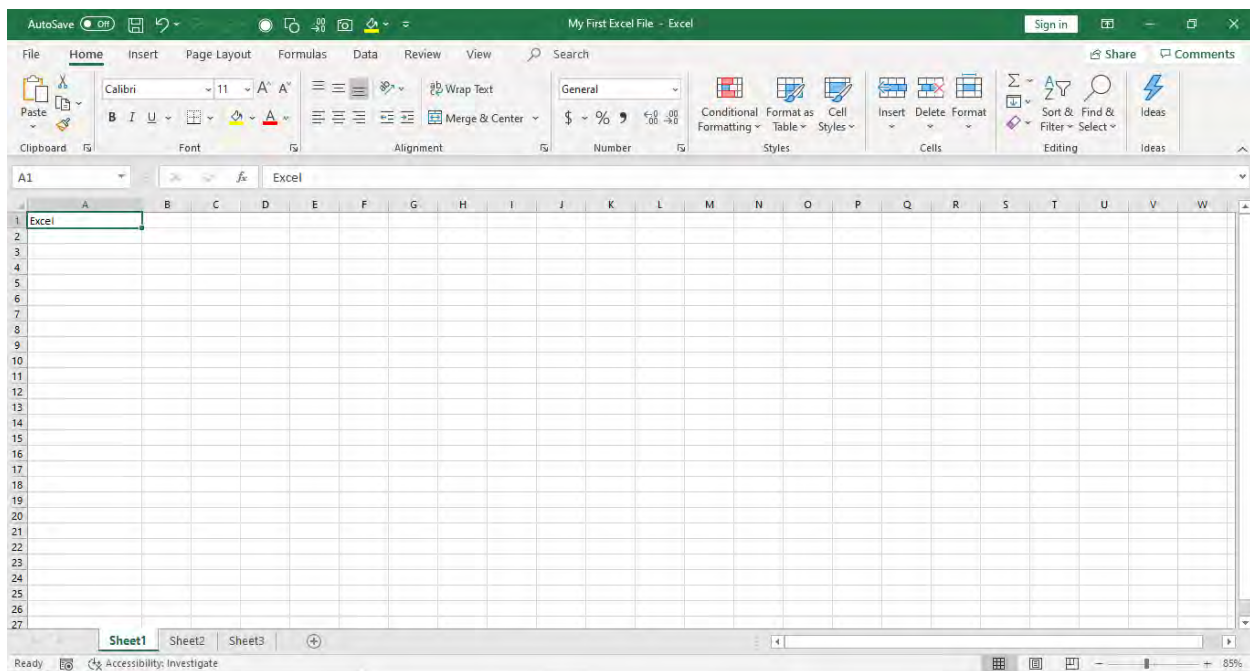 AutoSave Off My First Excel File - Excel Sign in
File Home Insert Page Layout Formulas Data Review View Search Share Comments
Calibri 11 A^ A˅ Wrap Text General
Paste B I U A Merge & Center $ % 9 Conditional Formatting Format as Table Cell Styles Insert Delete Format Sort & Filter Find & Select Ideas
Clipboard Font Alignment Number Styles Cells Editing Ideas
A1 fx Excel
A B C D E F G H I J K L M N O P Q R S T U V W
1 Excel
2
3
4
5
6
7
8
9
10
11
12
13
14
15
16
17
18
19
20
21
22
23
24
25
26
27
Sheet1 Sheet2 Sheet3
Ready Accessibility: Investigate 85%